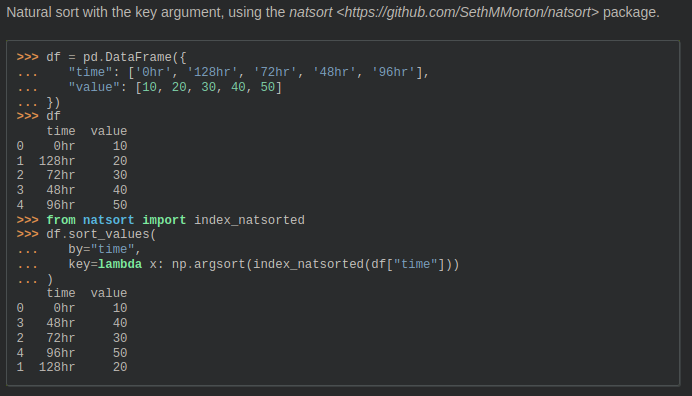 Natural sort with the key argument, using the natsort <https://github.com/SethMMorton/natsort> package.
>>> df = pd.DataFrame({
...    "time": ['0hr', '128hr', '72hr', '48hr', '96hr'],
...    "value": [10, 20, 30, 40, 50]
... })
>>> df
    time  value
0    0hr     10
1  128hr     20
2   72hr     30
3   48hr     40
4   96hr     50
>>> from natsort import index_natsorted
>>> df.sort_values(
...    by="time",
...    key=lambda x: np.argsort(index_natsorted(df["time"]))
... )
    time  value
0    0hr     10
3   48hr     40
2   72hr     30
4   96hr     50
1  128hr     20